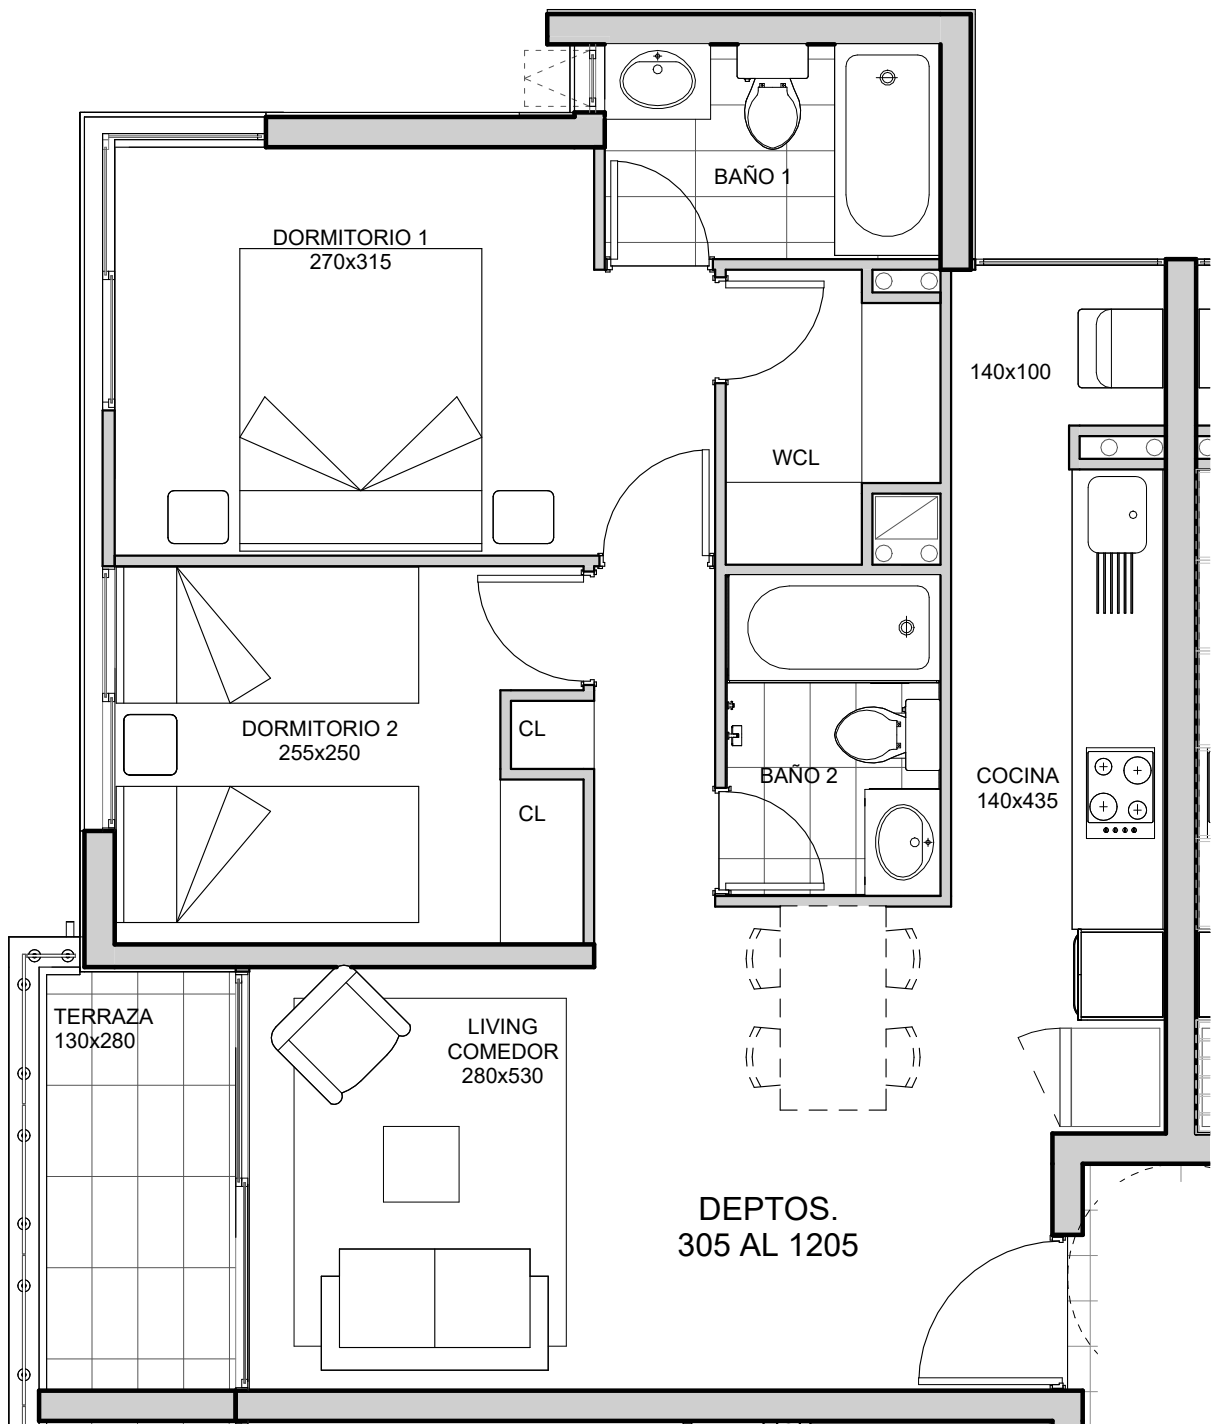 BAÑO 1
DORMITORIO 1
270x315
140x100
WCL
DORMITORIO 2
255x250
CL
CL
BAÑO 2
COCINA
140x435
TERRAZA
130x280
LIVING
COMEDOR
280x530
DEPTOS.
305 AL 1205